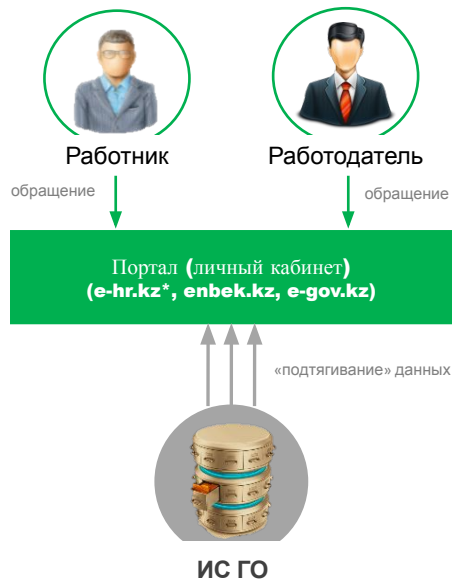 Работник
Работодатель
обращение
обращение
Портал (личный кабинет)
(e-hr.kz*, enbek.kz, e-gov.kz)
«подтягивание» данных
ИС ГО